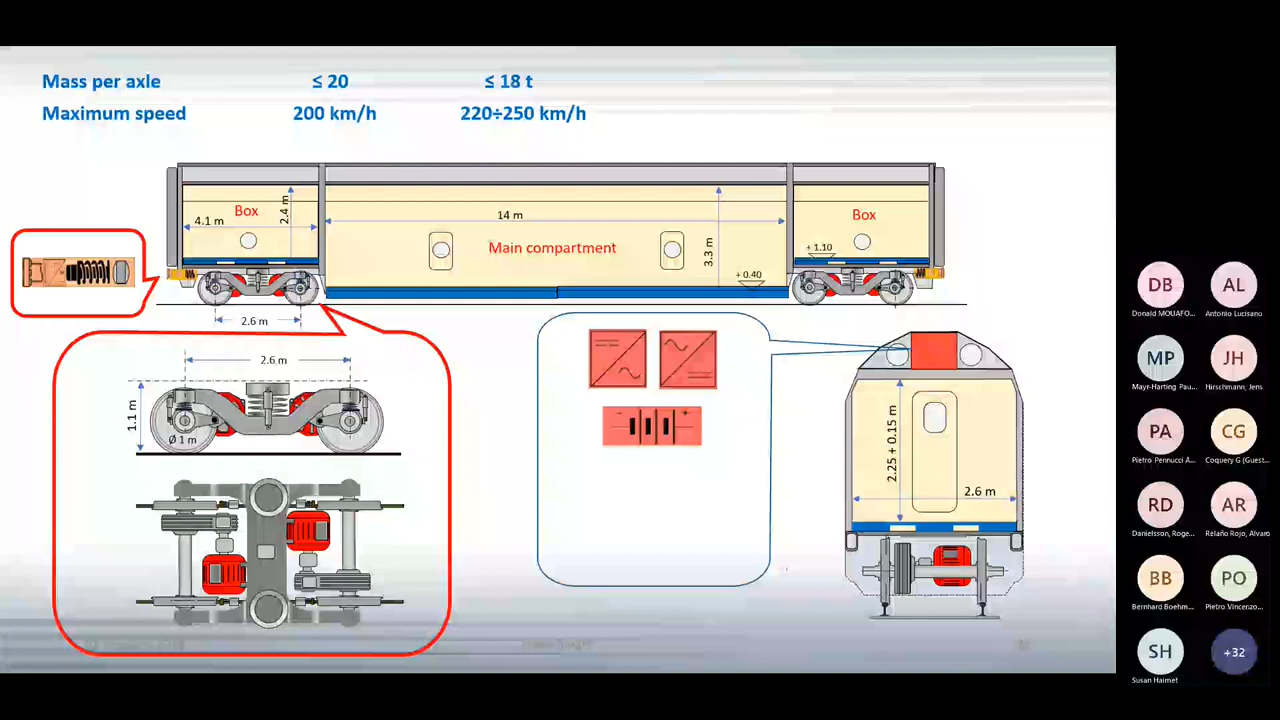 Mass per axle ≤ 20 ≤ 18 t
Maximum speed 200 km/h 220÷250 km/h
Box
4.1 m
2.4 m
14 m
Main compartment
3.3 m
+ 0.40
Box
+ 1.10
2.6 m
2.6 m
1.1 m
Ø 1 m
2.25 + 0.15 m
2.6 m
DB
Donald MOUAFO...
AL
Antonio Lucisano
MP
Mayr-Harting Pau...
JH
Hirschmann, Jens
PA
Pietro Pennucci A...
CG
Coquery G (Guest...
RD
Danielsson, Roge...
AR
Relaño Rojo, Alvaro
BB
Bernhard Boehm...
PO
Pietro Vincenzo...
SH
Susan Haimet
+32